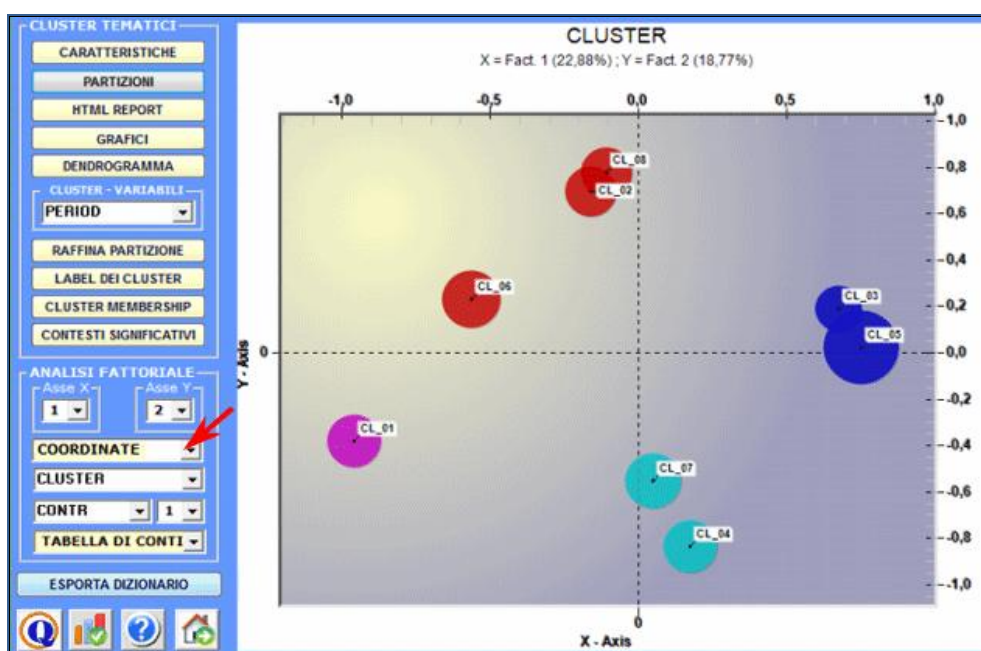 CLUSTER TEMATICI
CARATTERISTICHE
PARTIZIONI
HTML REPORT
GRAFICI
DENDROGRAMMA
CLUSTER - VARIABILI
PERIOD
RAFFINA PARTIZIONE
LABEL DEI CLUSTER
CLUSTER MEMBERSHIP
CONTESTI SIGNIFICATIVI
ANALISI FATTORIALE
Asse X Asse Y
1 2
COORDINATE
CLUSTER
CONTR 1
TABELLA DI CONTI
ESPORTA DIZIONARIO
Q ?
CLUSTER
X = Fact. 1 (22,88%) ; Y = Fact. 2 (18,77%)
-1,0 -0,5 0,0 0,5 1,0
1,0
0,8
0,6
0,4
0,2
0,0
-0,2
-0,4
-0,6
-0,8
-1,0
CL_08
CL_02
CL_06
CL_03
CL_05
CL_01
CL_07
CL_04
0
Y - Axis
0
X - Axis